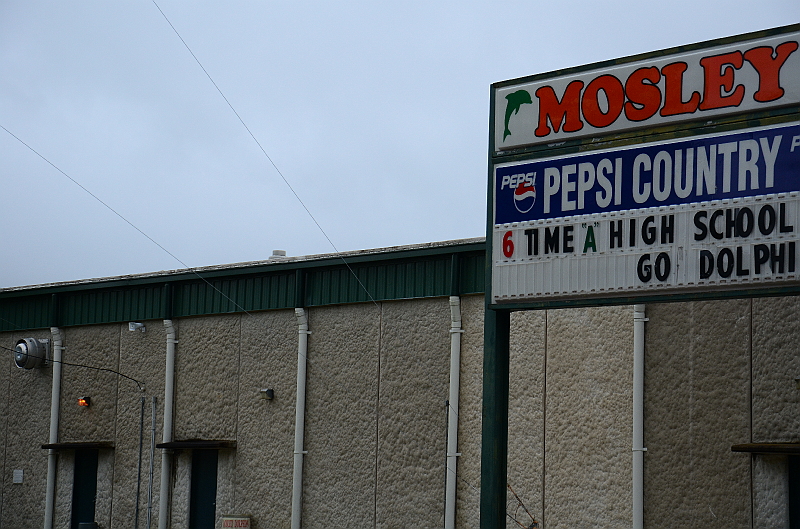 MOSLEY
PEPSI PEPSI COUNTRY P
6 TIME "A" HIGH SCHOOL
GO DOLPHI